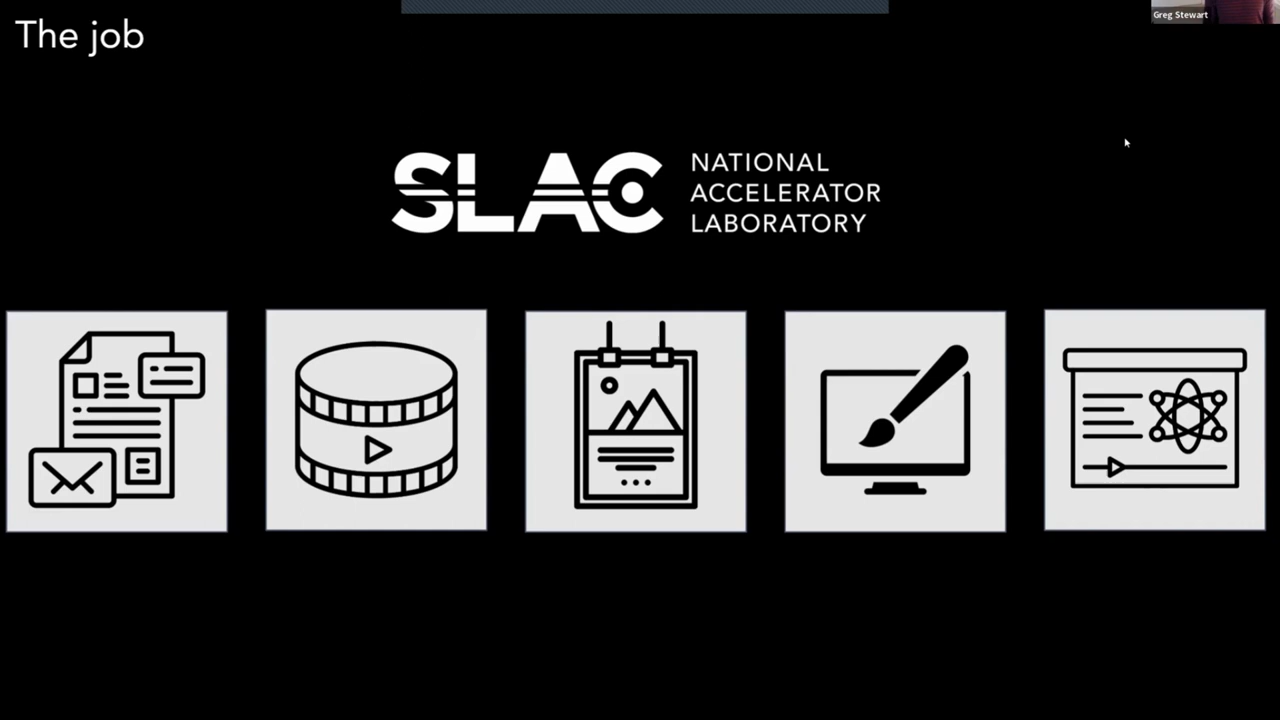 The job
Greg Stewart
SLAC
NATIONAL
ACCELERATOR
LABORATORY